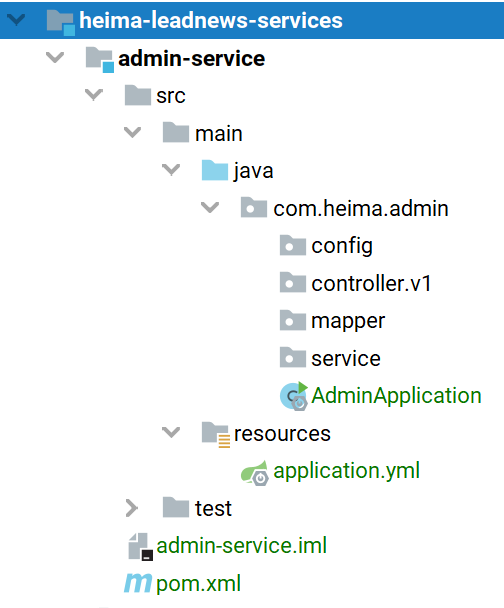 heima-leadnews-services
admin-service
src
main
java
com.heima.admin
config
controller.v1
mapper
service
AdminApplication
resources
application.yml
test
admin-service.iml
pom.xml